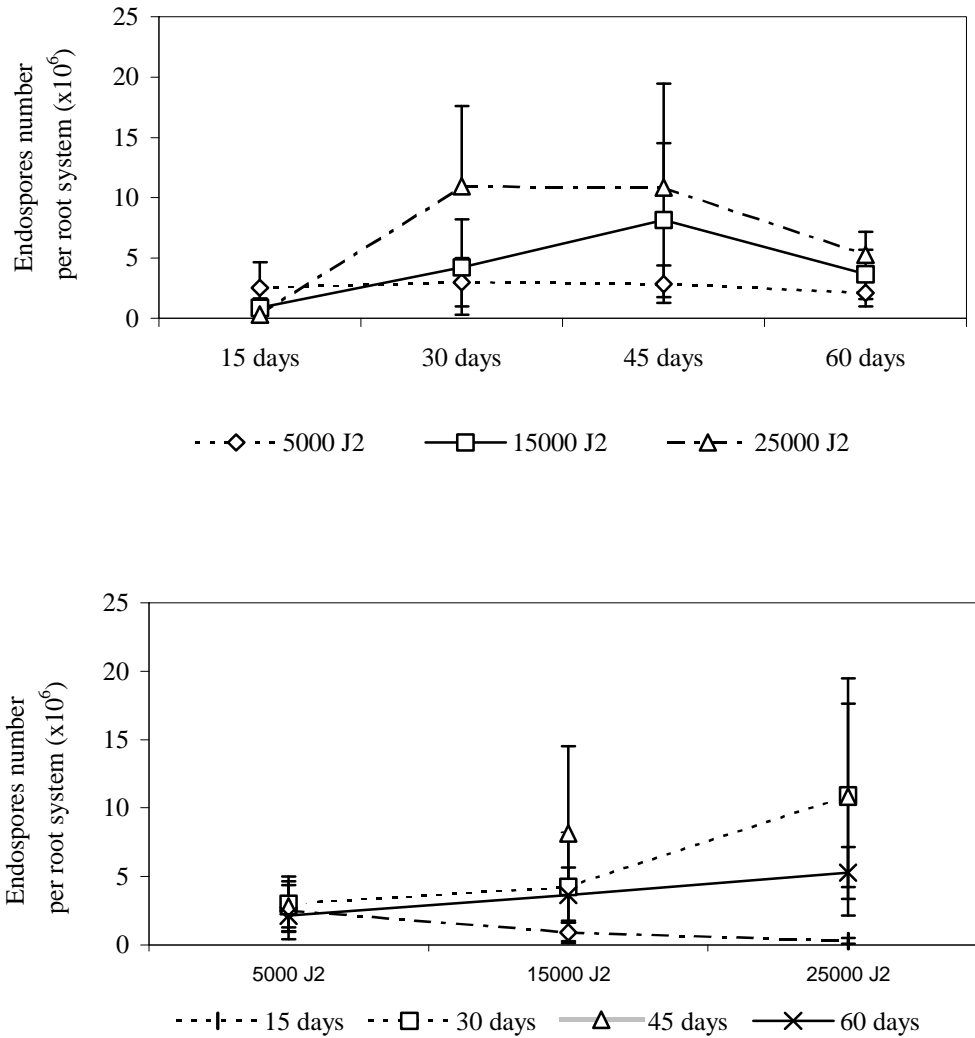 25
20
15
10
5
0
Endospores number
per root system (x10⁶)
15 days 30 days 45 days 60 days
5000 J2 15000 J2 25000 J2
25
20
15
10
5
0
Endospores number
per root system (x10⁶)
5000 J2 15000 J2 25000 J2
15 days 30 days 45 days 60 days